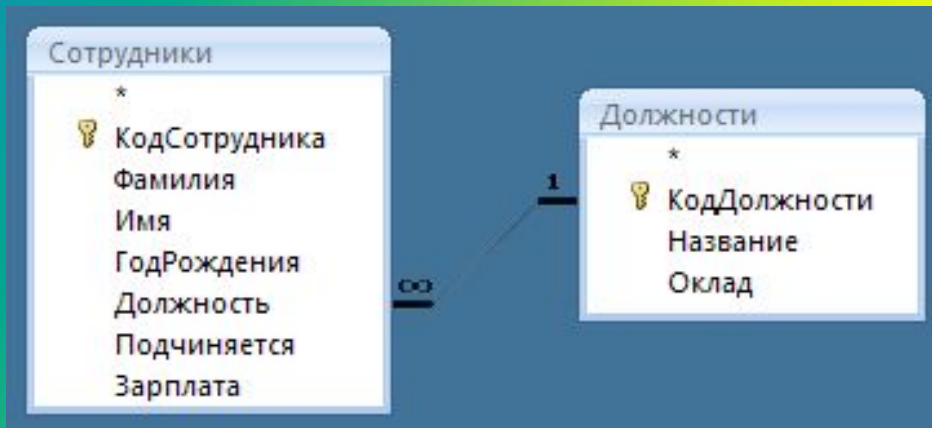 Сотрудники
*
КодСотрудника
Фамилия
Имя
ГодРождения
Должность
Подчиняется
Зарплата
∞
1
Должности
*
КодДолжности
Название
Оклад